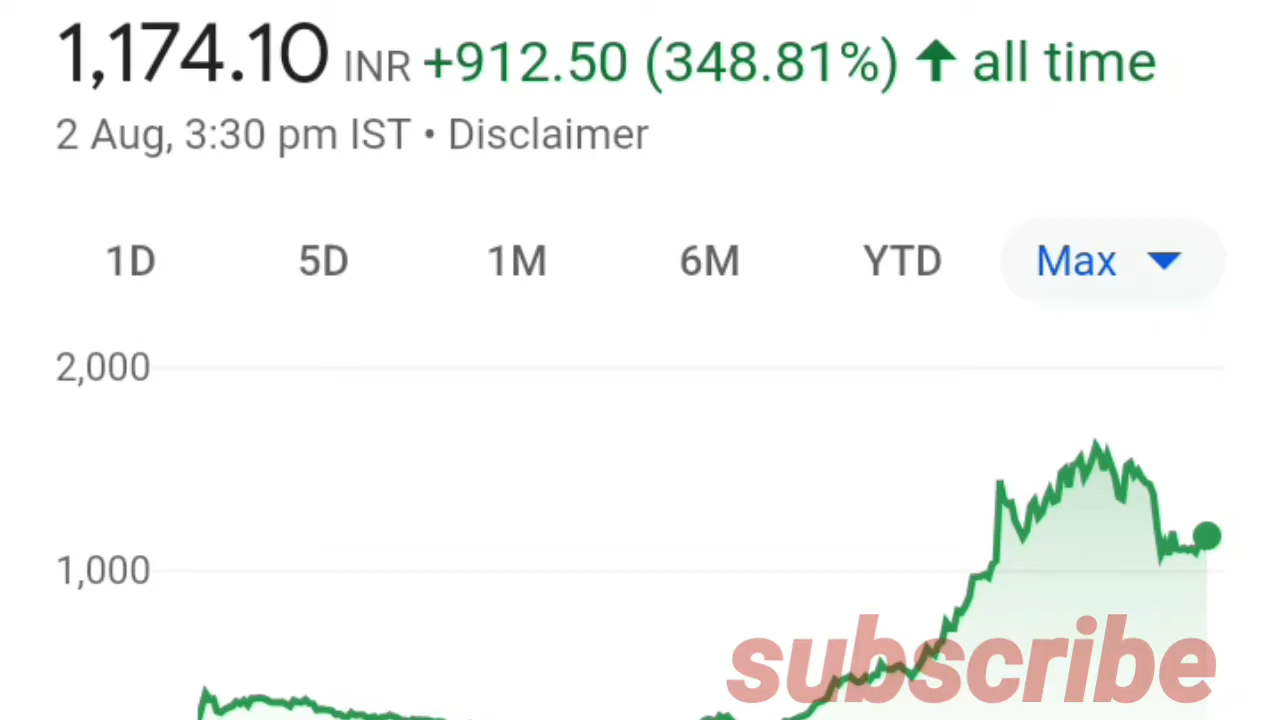 1,174.10 INR +912.50 (348.81%) ↑ all time
2 Aug, 3:30 pm IST • Disclaimer
1D 5D 1M 6M YTD Max
2,000
1,000
subscribe